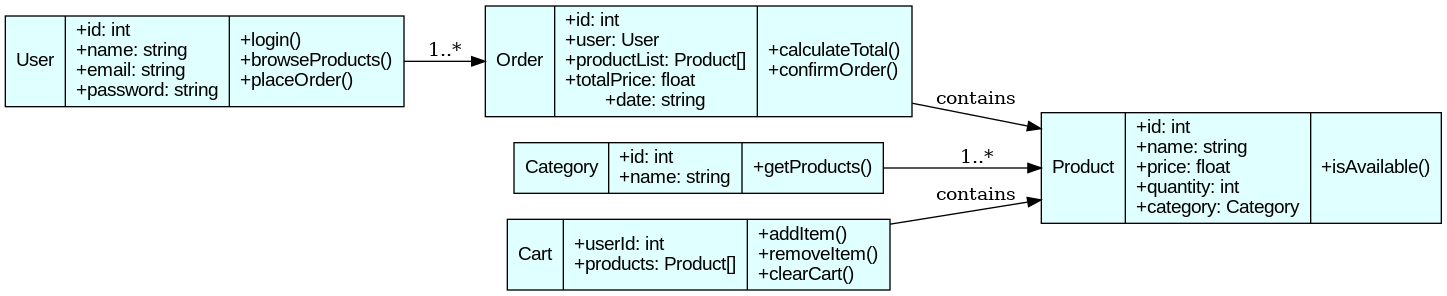 User
+id: int
+name: string
+email: string
+password: string
+login()
+browseProducts()
+placeOrder()
1..*
Order
+id: int
+user: User
+productList: Product[]
+totalPrice: float
+date: string
+calculateTotal()
+confirmOrder()
contains
Category
+id: int
+name: string
+getProducts()
1..*
Cart
+userId: int
+products: Product[]
+addItem()
+removeItem()
+clearCart()
contains
Product
+id: int
+name: string
+price: float
+quantity: int
+category: Category
+isAvailable()